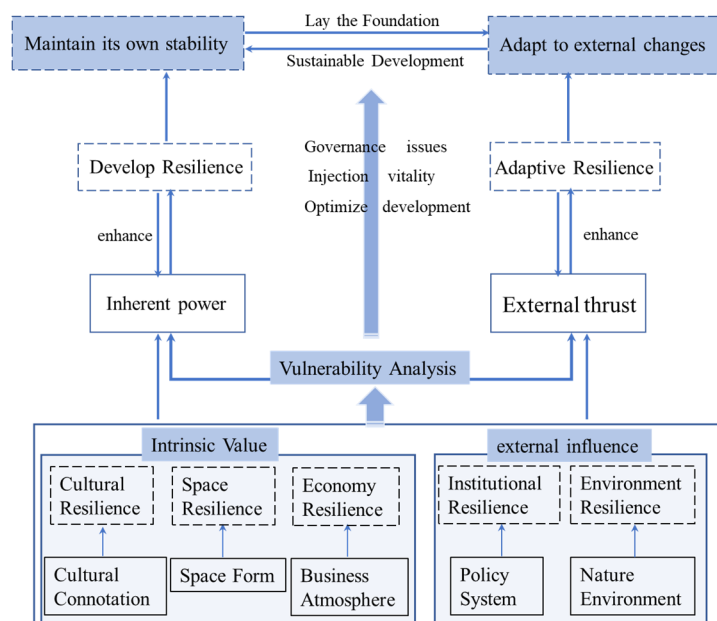 Lay the Foundation
Maintain its own stability
Adapt to external changes
Sustainable Development
Governance issues
Injection vitality
Optimize development
Develop Resilience
Adaptive Resilience
enhance
enhance
Inherent power
External thrust
Vulnerability Analysis
Intrinsic Value
external influence
Cultural
Resilience
Space
Resilience
Economy
Resilience
Institutional
Resilience
Environment
Resilience
Cultural
Connotation
Space Form
Business
Atmosphere
Policy
System
Nature
Environment